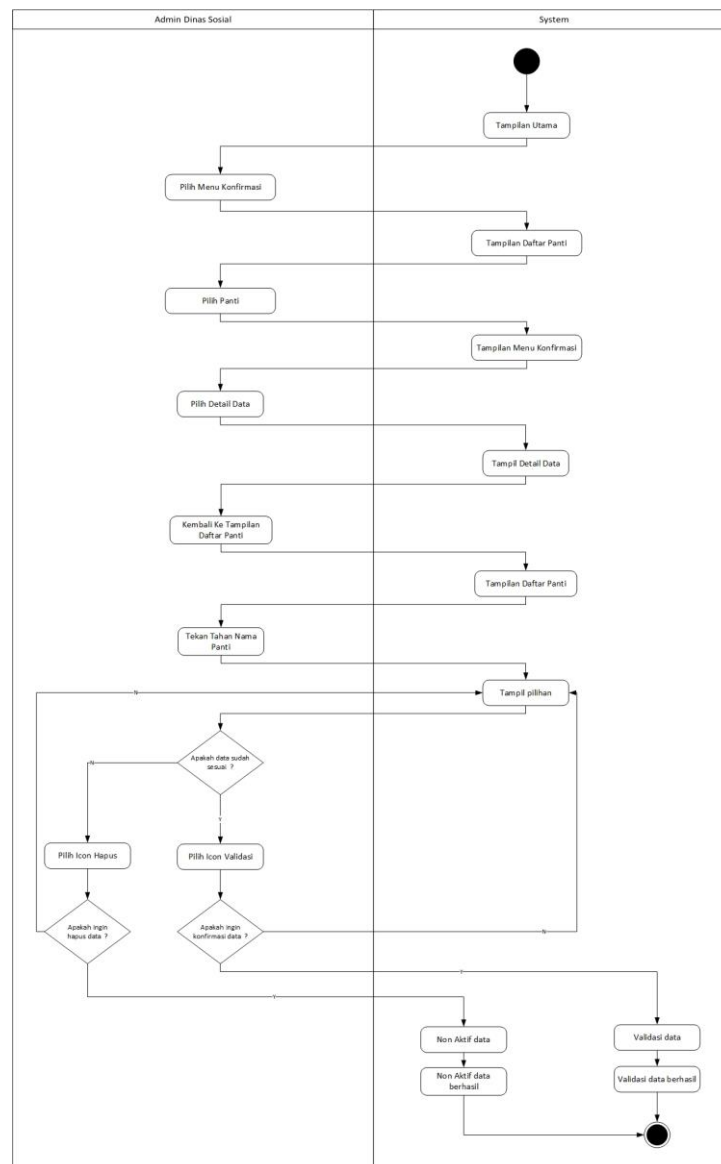 Admin Dinas Sosial
System
Tampilan Utama
Pilih Menu Konfirmasi
Tampilan Daftar Panti
Pilih Panti
Tampilan Menu Konfirmasi
Pilih Detail Data
Tampil Detail Data
Kembali Ke Tampilan
Daftar Panti
Tampilan Daftar Panti
Tekan Tahan Nama
Panti
N
Tampil pilihan
Apakah data sudah
sesuai ?
N
Y
Pilih Icon Hapus
Pilih Icon Validasi
Apakah ingin
hapus data ?
Apakah ingin
konfirmasi data ?
N
Y
Y
Non Aktif data
Validasi data
Non Aktif data
berhasil
Validasi data berhasil